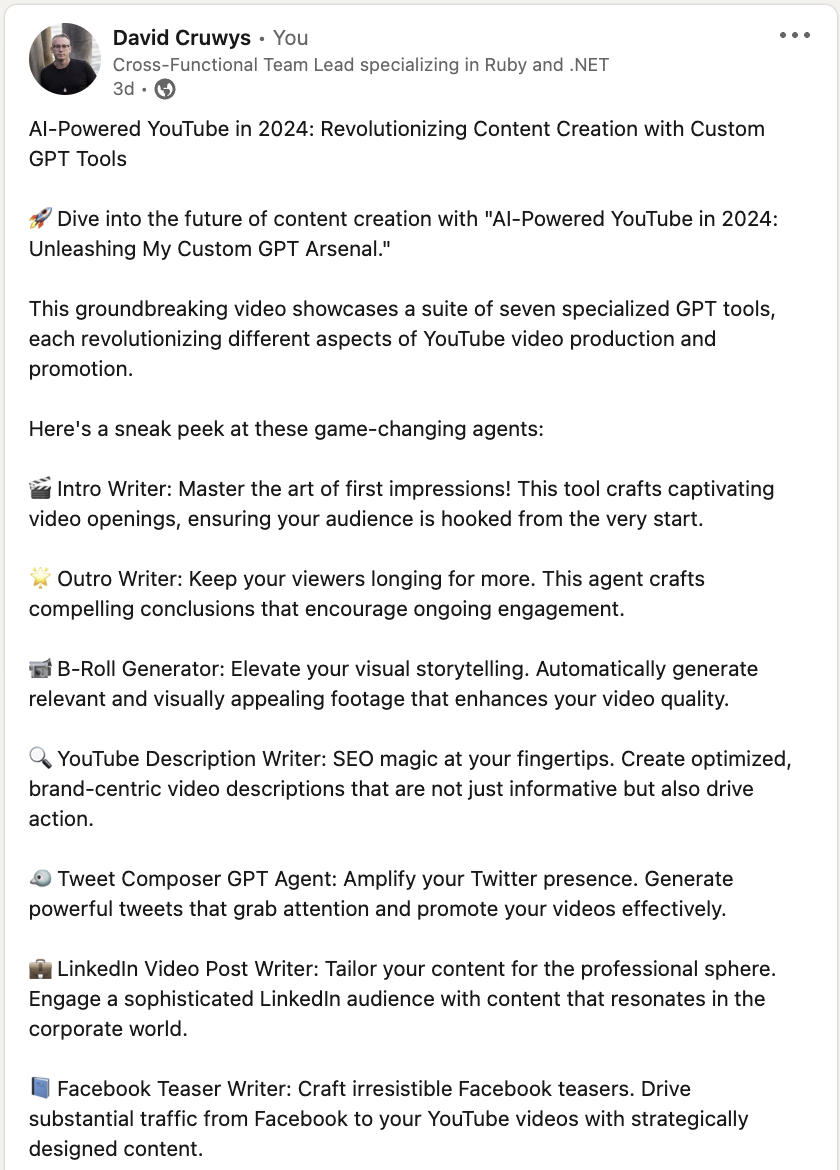 David Cruwys • You
Cross-Functional Team Lead specializing in Ruby and .NET
3d •
AI-Powered YouTube in 2024: Revolutionizing Content Creation with Custom
GPT Tools
🚀 Dive into the future of content creation with "AI-Powered YouTube in 2024:
Unleashing My Custom GPT Arsenal."
This groundbreaking video showcases a suite of seven specialized GPT tools,
each revolutionizing different aspects of YouTube video production and
promotion.
Here's a sneak peek at these game-changing agents:
🎬 Intro Writer: Master the art of first impressions! This tool crafts captivating
video openings, ensuring your audience is hooked from the very start.
🌟 Outro Writer: Keep your viewers longing for more. This agent crafts
compelling conclusions that encourage ongoing engagement.
📹 B-Roll Generator: Elevate your visual storytelling. Automatically generate
relevant and visually appealing footage that enhances your video quality.
🔍 YouTube Description Writer: SEO magic at your fingertips. Create optimized,
brand-centric video descriptions that are not just informative but also drive
action.
🐦 Tweet Composer GPT Agent: Amplify your Twitter presence. Generate
powerful tweets that grab attention and promote your videos effectively.
💼 LinkedIn Video Post Writer: Tailor your content for the professional sphere.
Engage a sophisticated LinkedIn audience with content that resonates in the
corporate world.
📘 Facebook Teaser Writer: Craft irresistible Facebook teasers. Drive
substantial traffic from Facebook to your YouTube videos with strategically
designed content.